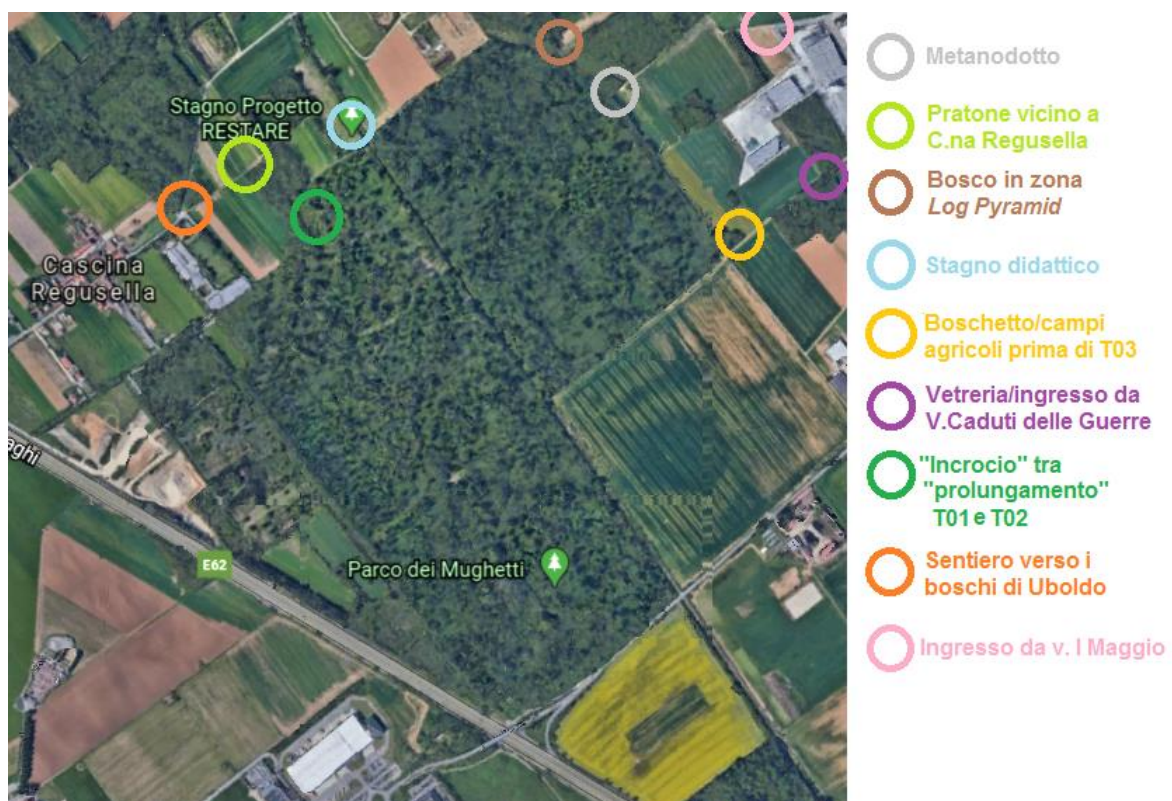 Stagno Progetto
RESTARE
Cascina
Regusella
aghi
E62
Parco dei Mughetti
Metanodotto
Pratone vicino a
C.na Regusella
Bosco in zona
Log Pyramid
Stagno didattico
Boschetto/campi
agricoli prima di T03
Vetreria/ingresso da
V.Caduti delle Guerre
"Incrocio" tra
"prolungamento"
T01 e T02
Sentiero verso i
boschi di Uboldo
Ingresso da v. I Maggio